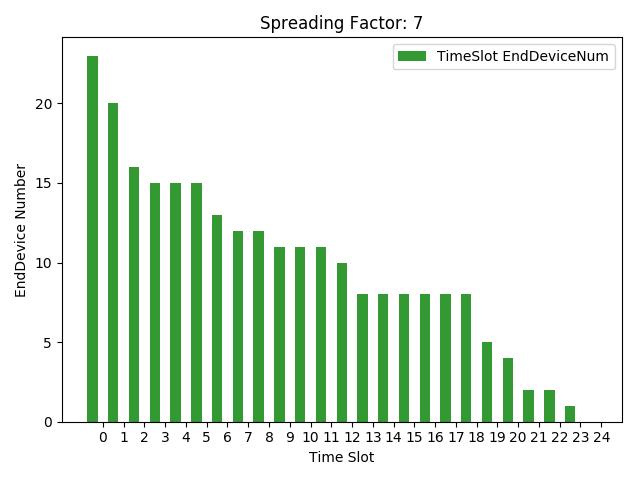 Spreading Factor: 7
TimeSlot EndDeviceNum
EndDevice Number
20
15
10
5
0
0 1 2 3 4 5 6 7 8 9 10 11 12 13 14 15 16 17 18 19 20 21 22 23 24
Time Slot